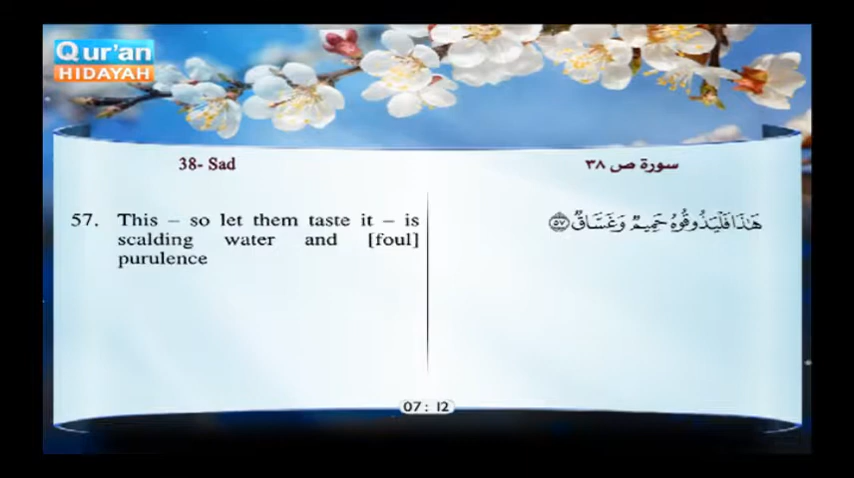 Qur'an
HIDAYAH
38- Sad
سورة ص ٣٨
57. This – so let them taste it – is
scalding water and [foul]
purulence
هَٰذَا فَلْيَذُوقُوهُ حَمِيمٌ وَغَسَّاقٌ ٥٧
07: 12